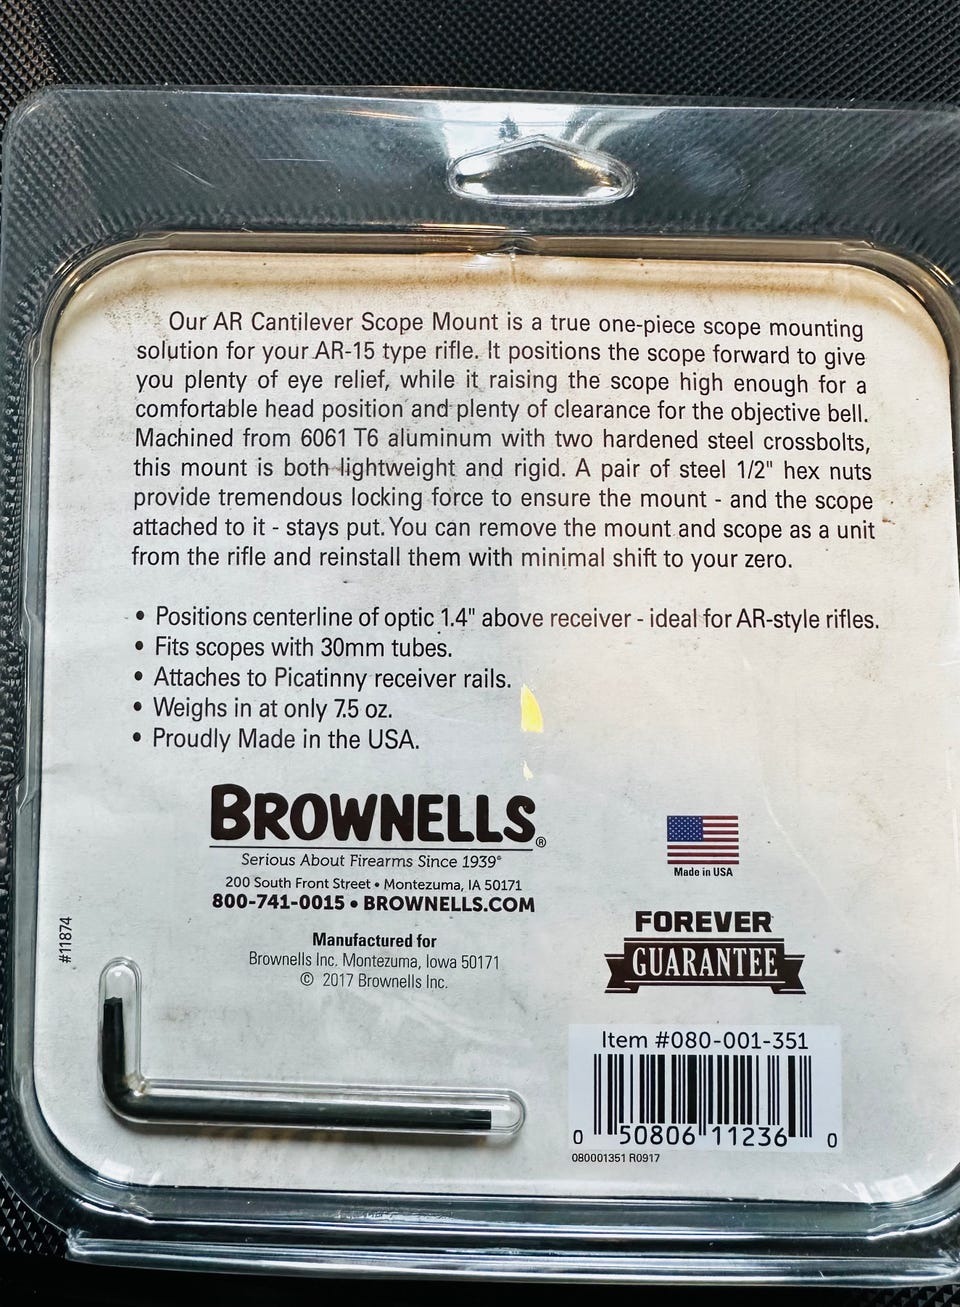 Our AR Cantilever Scope Mount is a true one-piece scope mounting
solution for your AR-15 type rifle. It positions the scope forward to give
you plenty of eye relief, while it raising the scope high enough for a
comfortable head position and plenty of clearance for the objective bell.
Machined from 6061 T6 aluminum with two hardened steel crossbolts,
this mount is both lightweight and rigid. A pair of steel 1/2" hex nuts
provide tremendous locking force to ensure the mount - and the scope
attached to it - stays put. You can remove the mount and scope as a unit
from the rifle and reinstall them with minimal shift to your zero.
• Positions centerline of optic 1.4" above receiver - ideal for AR-style rifles.
• Fits scopes with 30mm tubes.
• Attaches to Picatinny receiver rails.
• Weighs in at only 7.5 oz.
• Proudly Made in the USA.
BROWNELLS®
Serious About Firearms Since 1939®
200 South Front Street • Montezuma, IA 50171
800-741-0015 • BROWNELLS.COM
Manufactured for
Brownells Inc. Montezuma, Iowa 50171
© 2017 Brownells Inc.
#11874
Made in USA
FOREVER
GUARANTEE
Item #080-001-351
0 50806 11236 0
080001351 R0917